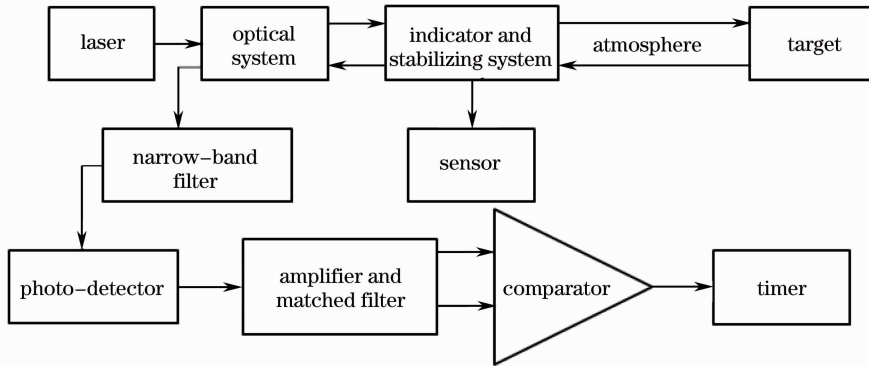 laser
optical
system
indicator and
stabilizing system
atmosphere
target
narrow-band
filter
sensor
photo-detector
amplifier and
matched filter
comparator
timer